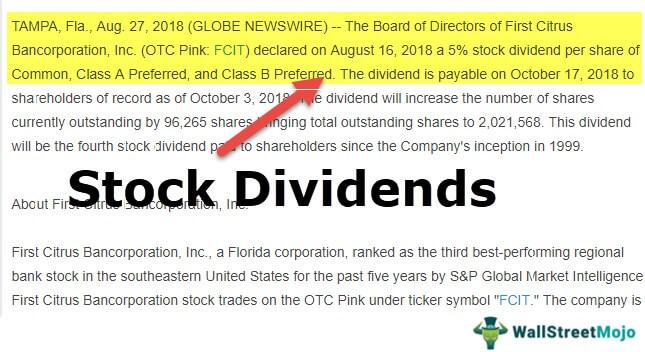 TAMPA, Fla., Aug. 27, 2018 (GLOBE NEWSWIRE) -- The Board of Directors of First Citrus
Bancorporation, Inc. (OTC Pink: FCIT) declared on August 16, 2018 a 5% stock dividend per share of
Common, Class A Preferred, and Class B Preferred. The dividend is payable on October 17, 2018 to
shareholders of record as of October 3, 2018. The dividend will increase the number of shares
currently outstanding by 96,265 shares bringing total outstanding shares to 2,021,568. This dividend
will be the fourth stock dividend paid to shareholders since the Company's inception in 1999.
Stock Dividends
About First Citrus Bancorporation, Inc.
First Citrus Bancorporation, Inc., a Florida corporation, ranked as the third best-performing regional
bank stock in the southeastern United States for the past five years by S&P Global Market Intelligence
First Citrus Bancorporation stock trades on the OTC Pink under ticker symbol "FCIT." The company is
WallStreetMojo